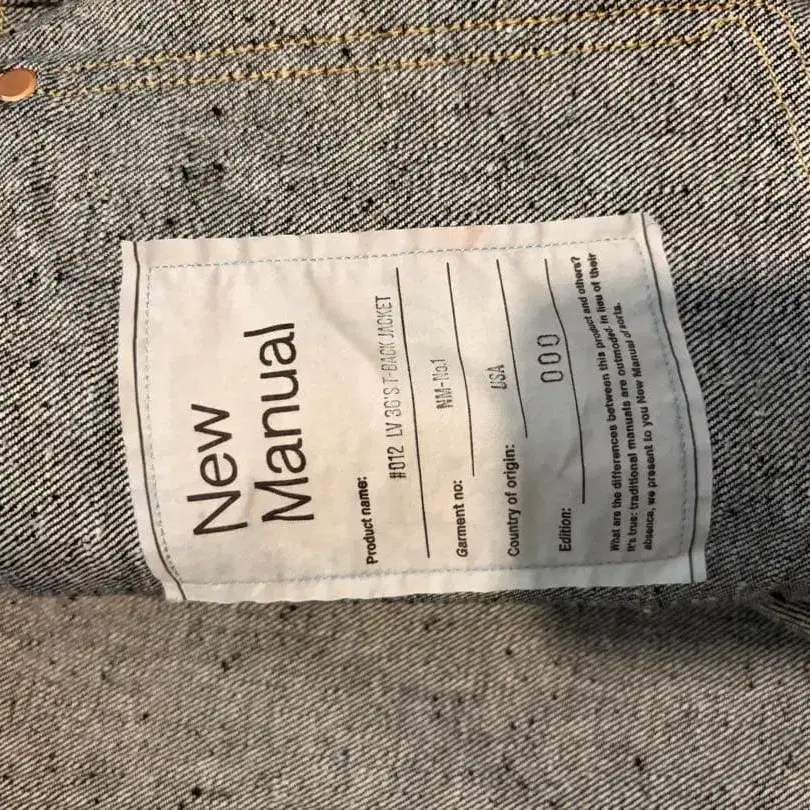 New
Manual
Product name:
#012 LV 30'S T-BACK JACKET
Garment no:
NM-No.1
Country of origin:
USA
Edition:
000
What are the differences between this product and others?
It's true: traditional manuals are outmoded. In lieu of their
absence, we present to you New Manual of sorts.